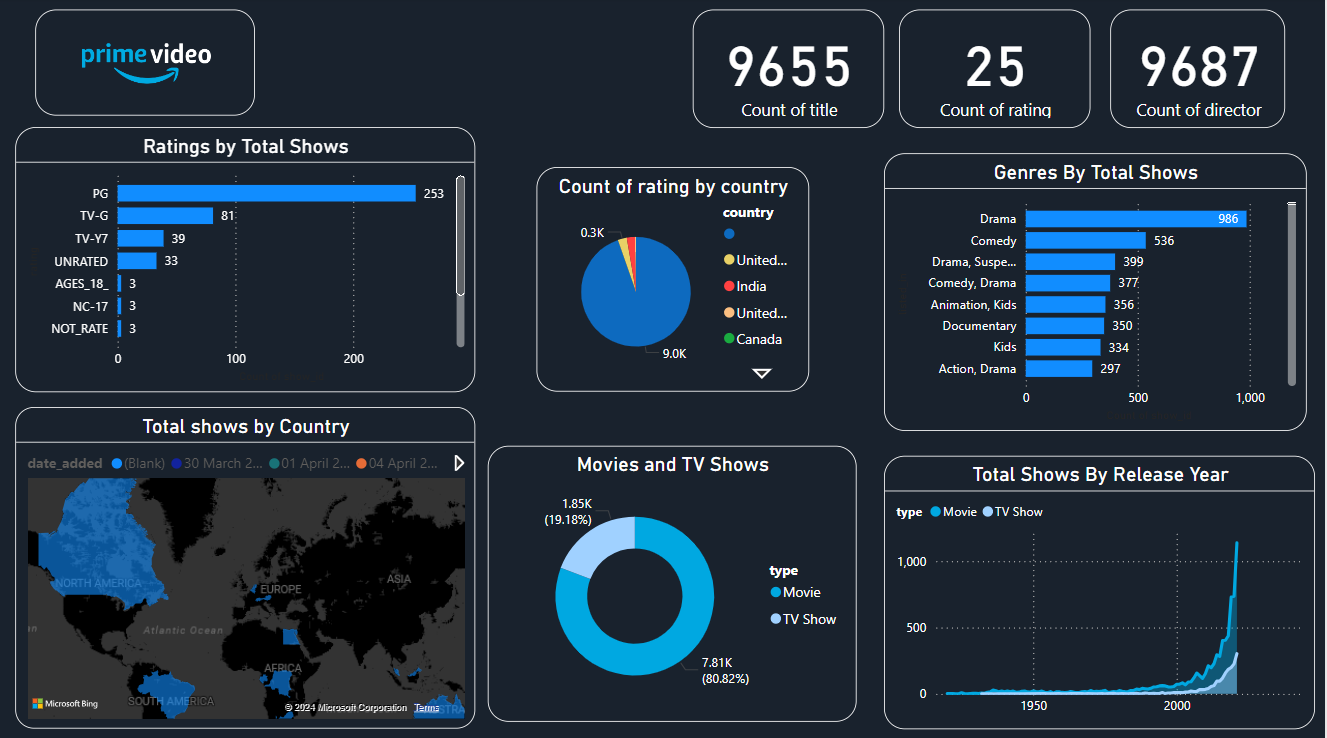 prime video
9655
Count of title
25
Count of rating
9687
Count of director
Ratings by Total Shows
PG 253
TV-G 81
TV-Y7 39
UNRATED 33
AGES_18_ 3
NC-17 3
NOT_RATE 3
0 100 200
Count of rating by country
0.3K
9.0K
country
United...
India
United...
Canada
Genres By Total Shows
Drama 986
Comedy 536
Drama, Suspe... 399
Comedy, Drama 377
Animation, Kids 356
Documentary 350
Kids 334
Action, Drama 297
0 500 1,000
Total shows by Country
date_added (Blank) 30 March 2... 01 April 2... 04 April 2...
NORTH AMERICA
EUROPE
ASIA
Atlantic Ocean
AFRICA
SOUTH AMERICA
Microsoft Bing
© 2024 Microsoft Corporation Terms
Movies and TV Shows
1.85K
(19.18%)
7.81K
(80.82%)
type
Movie
TV Show
Total Shows By Release Year
type Movie TV Show
1,000
500
0
1950 2000